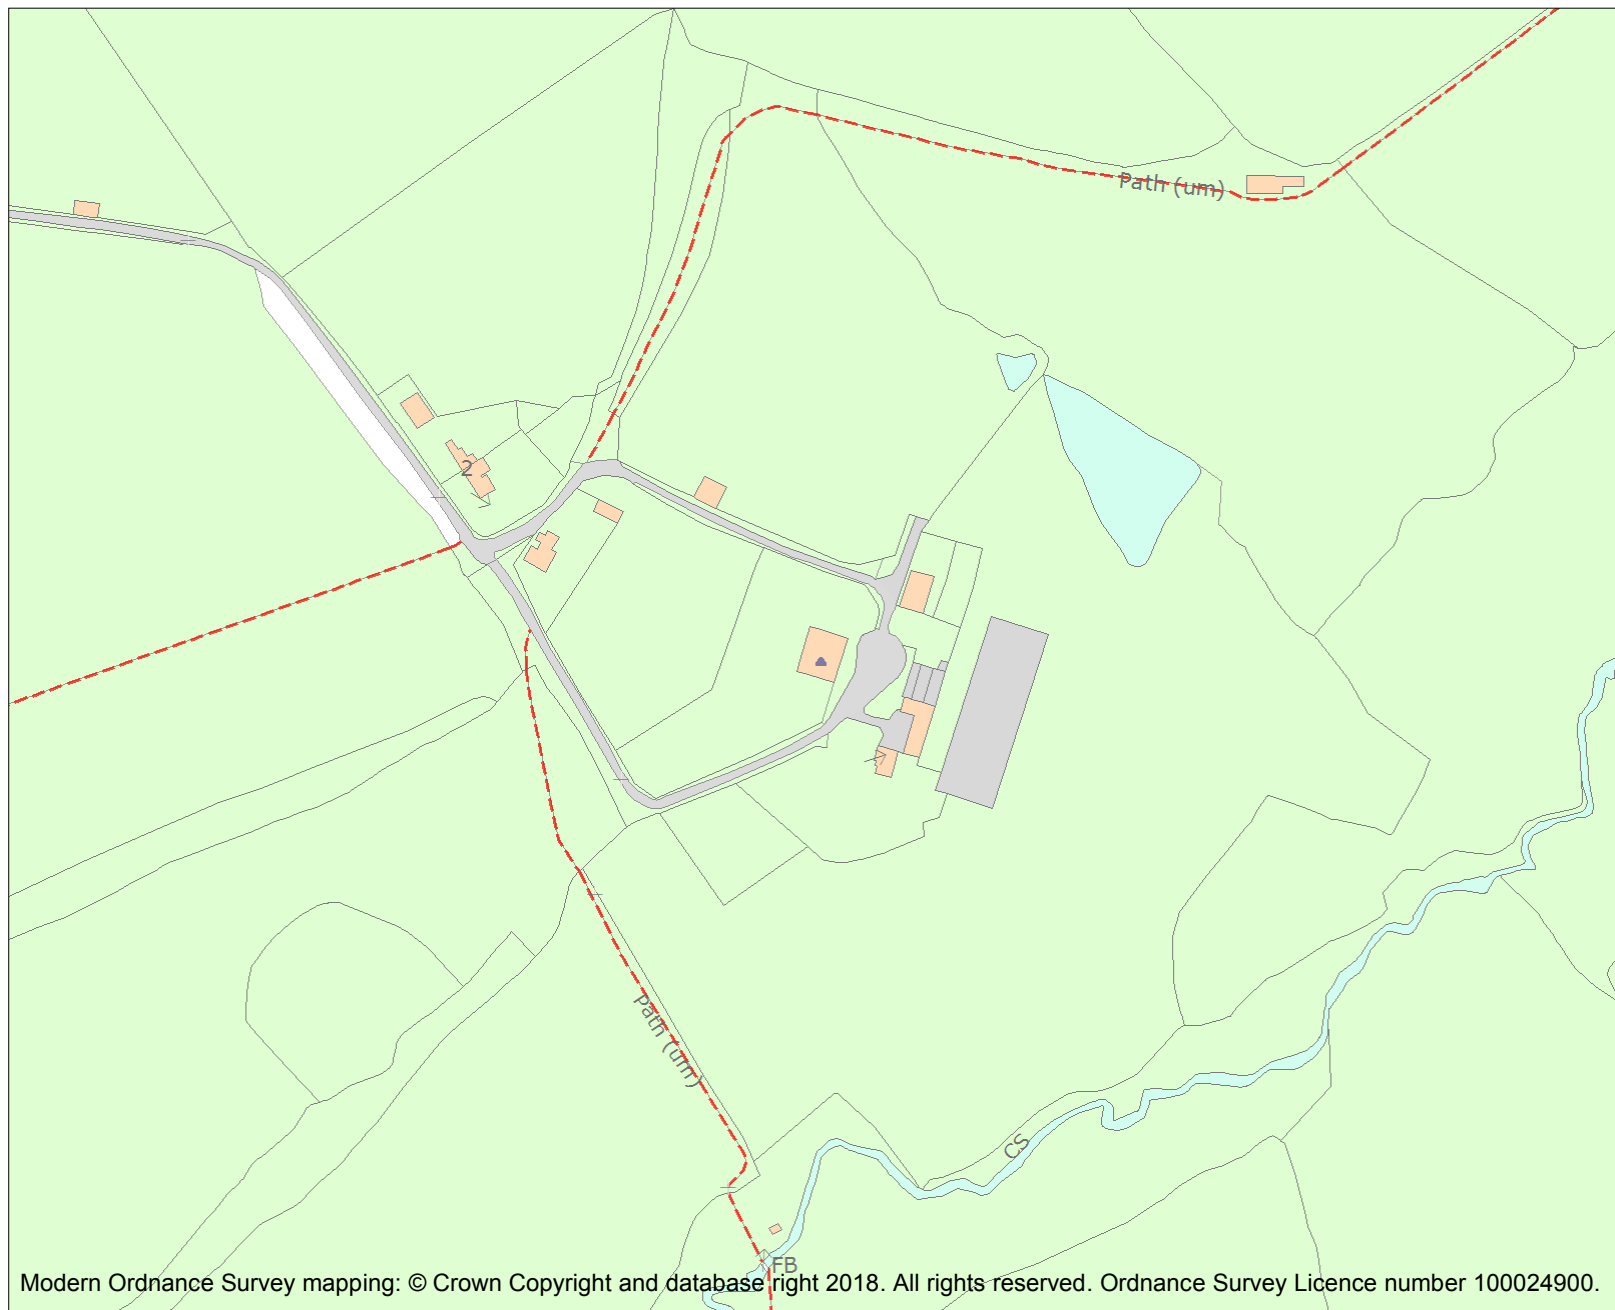 Path (um)
2
Path (um)
CS
FB
Modern Ordnance Survey mapping: © Crown Copyright and database right 2018. All rights reserved. Ordnance Survey Licence number 100024900.